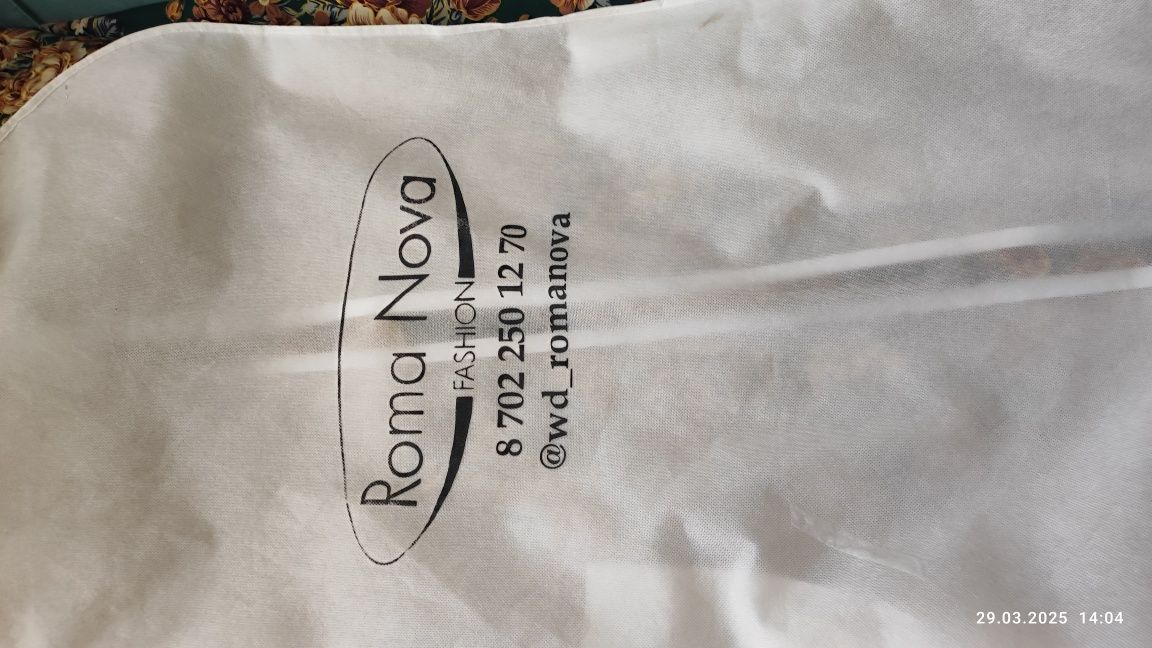 Roma Nova
FASHION
8 702 250 12 70
@wd_romanova
29.03.2025 14:04